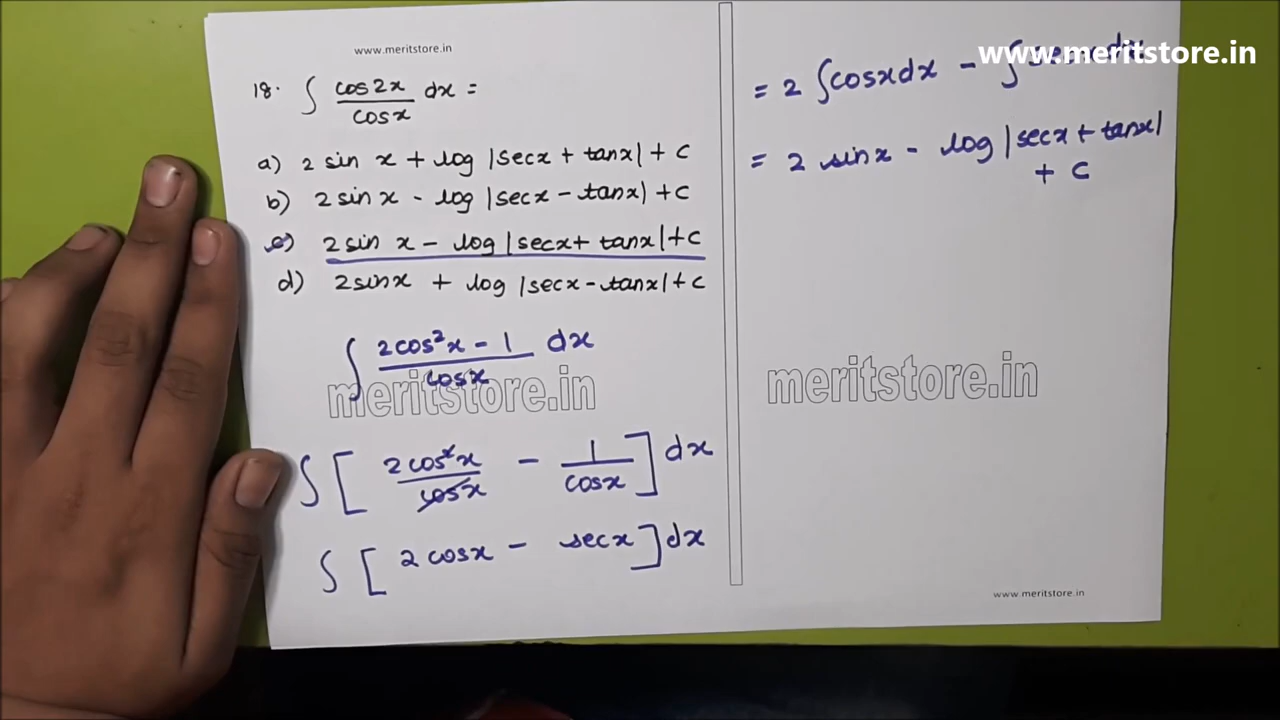 www.meritstore.in
18. ∫ cos2x/cosx dx =
a) 2 sin x + log |secx + tanx| + c
b) 2 sin x - log |secx - tanx| + c
c) 2 sin x - log |secx + tanx| + c
d) 2 sinx + log |secx - tanx| + c
∫ 2cos²x - 1/cosx dx
meritstore.in
∫ [ 2cos²x/cosx - 1/cosx ] dx
∫ [ 2 cosx - secx ] dx
www.meritstore.in
= 2 ∫cosx dx - ∫
= 2 sinx - log |secx + tanx|
+ c
meritstore.in
www.meritstore.in